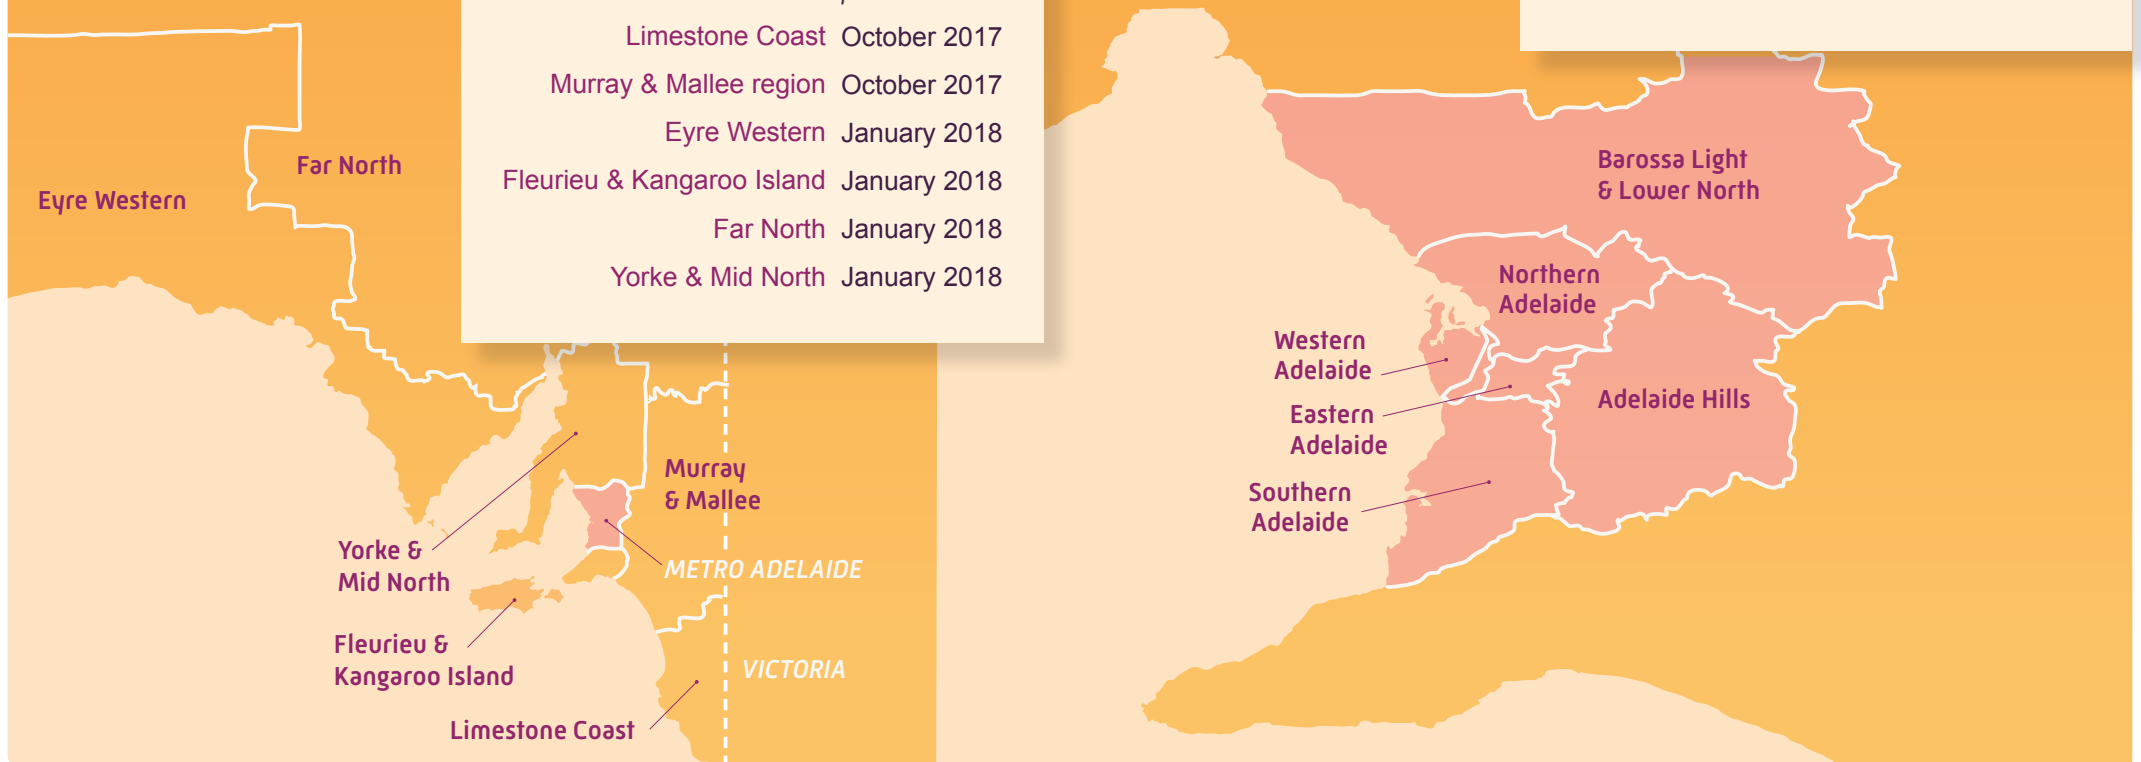 Limestone Coast October 2017
Murray & Mallee region October 2017
Eyre Western January 2018
Fleurieu & Kangaroo Island January 2018
Far North January 2018
Yorke & Mid North January 2018
Far North
Eyre Western
Murray
& Mallee
Yorke &
Mid North
METRO ADELAIDE
Fleurieu &
Kangaroo Island
VICTORIA
Limestone Coast
Barossa Light
& Lower North
Northern
Adelaide
Western
Adelaide
Eastern
Adelaide
Adelaide Hills
Southern
Adelaide